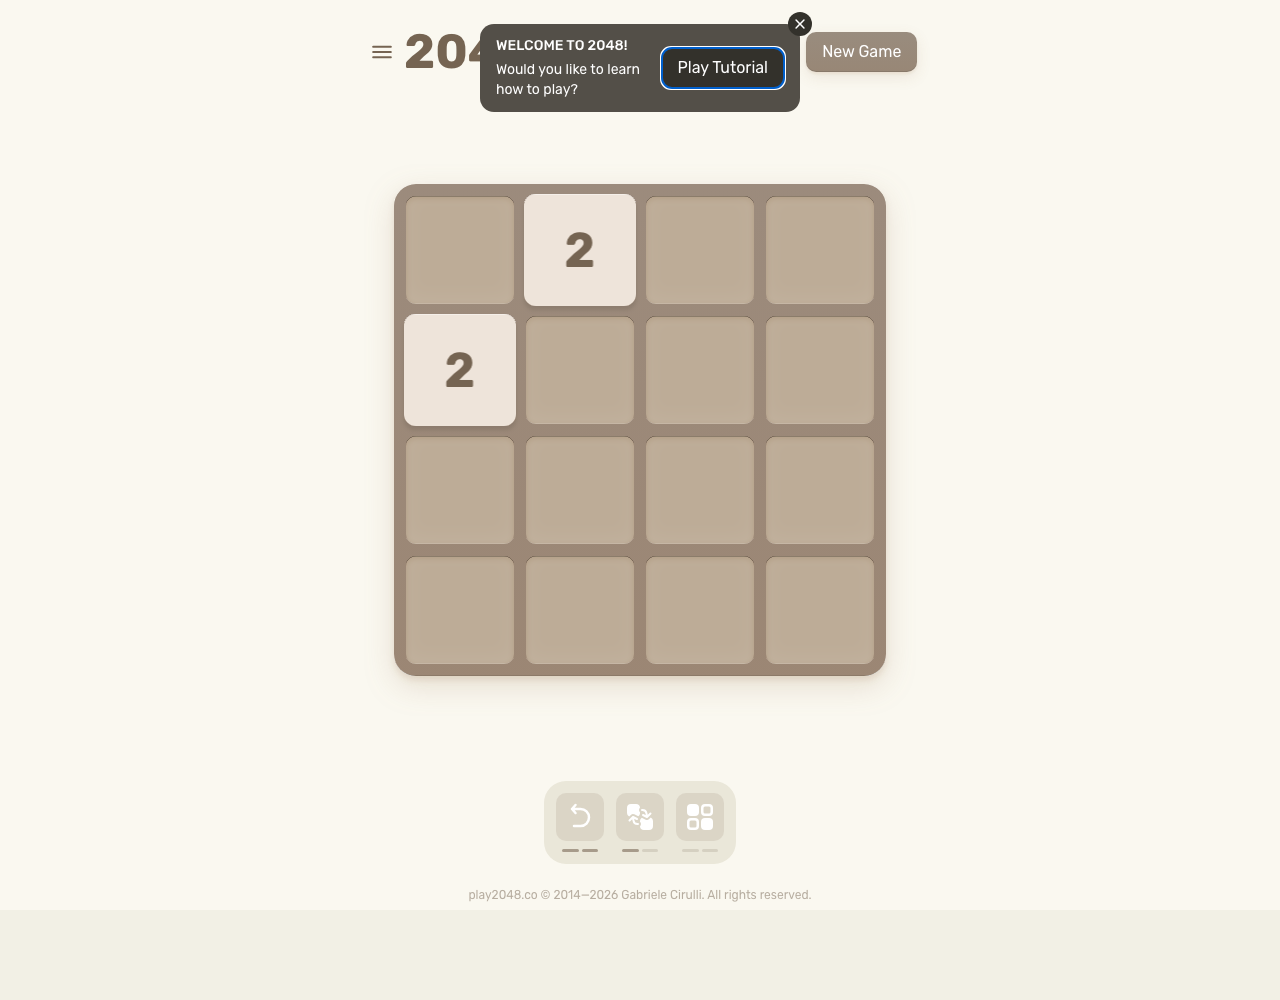 WELCOME TO 2048!
Would you like to learn
how to play?
Play Tutorial
New Game
2
2
play2048.co © 2014—2026 Gabriele Cirulli. All rights reserved.